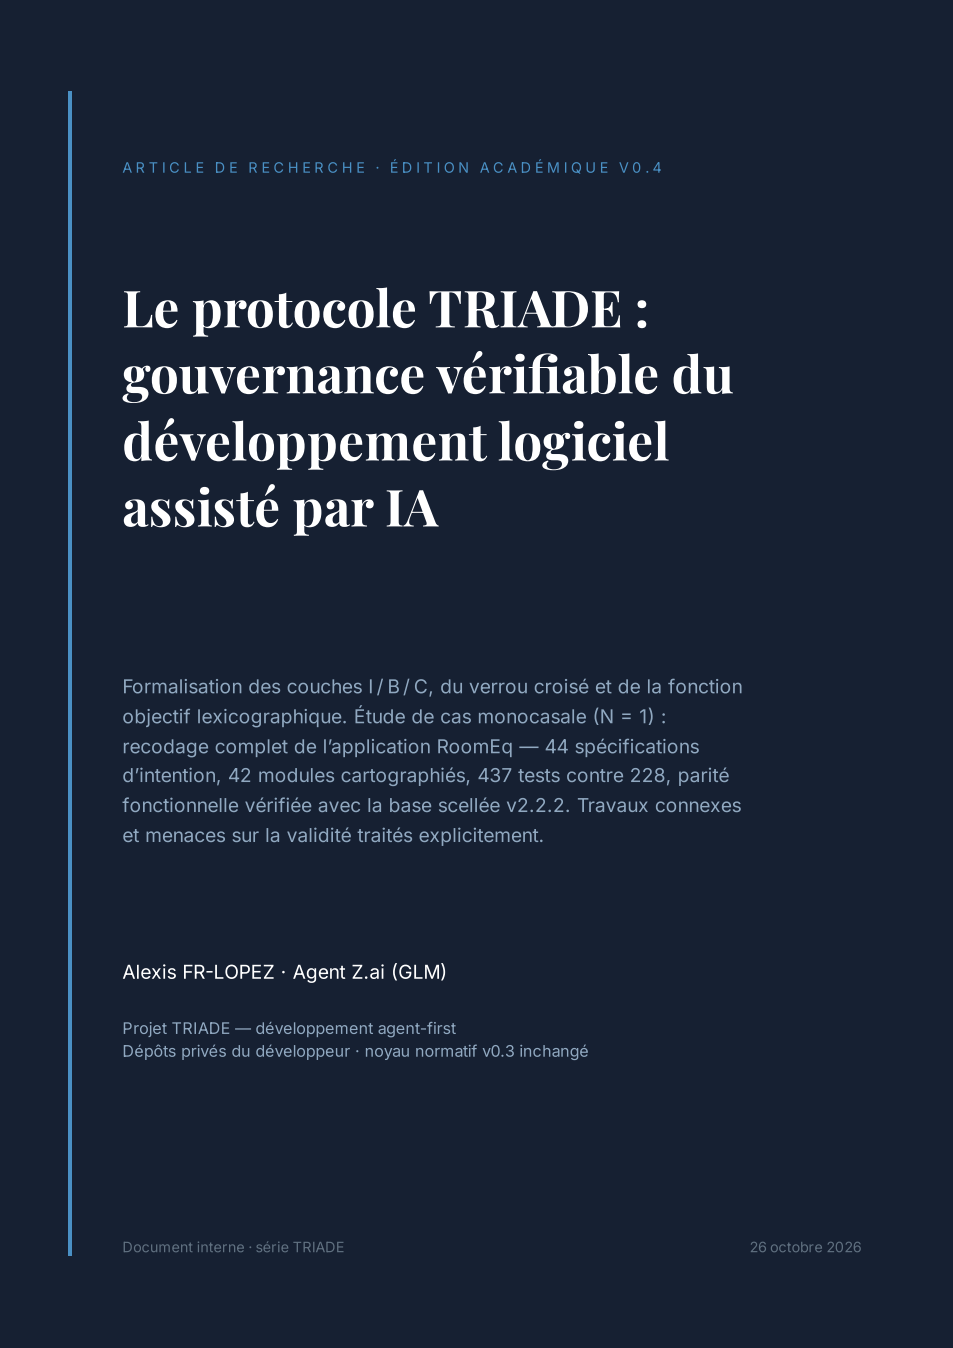 ARTICLE DE RECHERCHE · ÉDITION ACADÉMIQUE V0.4
Le protocole TRIADE :
gouvernance vérifiable du
développement logiciel
assisté par IA
Formalisation des couches I / B / C, du verrou croisé et de la fonction
objectif lexicographique. Étude de cas monocasale (N = 1) :
recodage complet de l’application RoomEq — 44 spécifications
d’intention, 42 modules cartographiés, 437 tests contre 228, parité
fonctionnelle vérifiée avec la base scellée v2.2.2. Travaux connexes
et menaces sur la validité traités explicitement.
Alexis FR-LOPEZ · Agent Z.ai (GLM)
Projet TRIADE — développement agent-first
Dépôts privés du développeur · noyau normatif v0.3 inchangé
Document interne · série TRIADE
26 octobre 2026